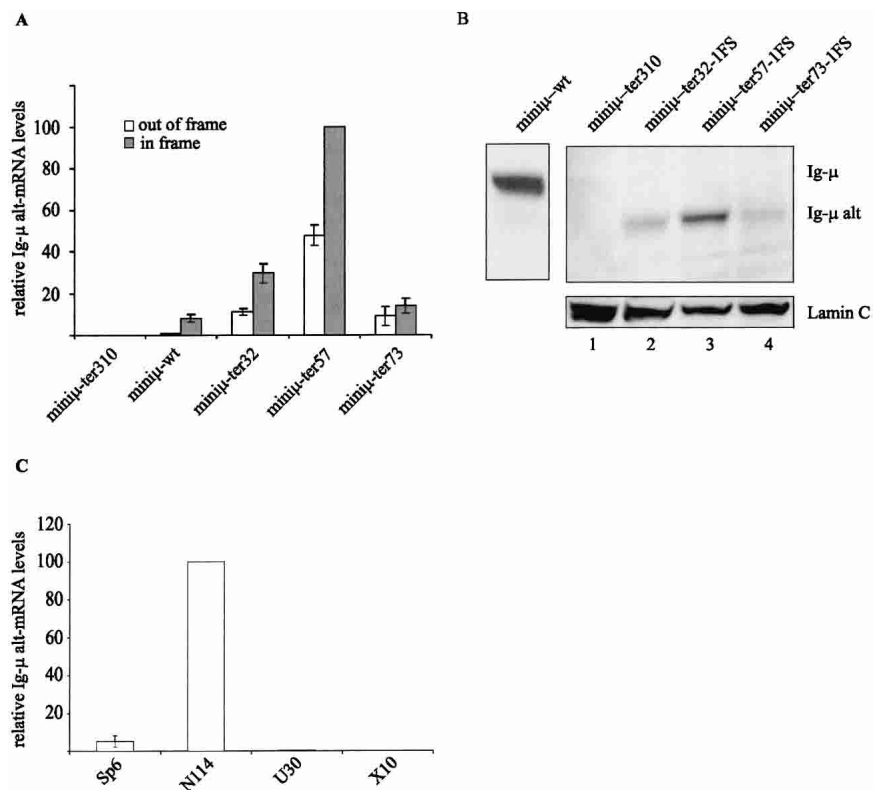 A
relative Ig-μ alt-mRNA levels
100
80
60
40
20
out of frame
in frame
miniμ-ter310
miniμ-wt
miniμ-ter32
miniμ-ter57
miniμ-ter73
B
miniμ–wt
miniμ–ter310
miniμ–ter32-1FS
miniμ–ter57-1FS
miniμ–ter73-1FS
Ig-μ
Ig-μ alt
Lamin C
1 2 3 4
C
relative Ig-μ alt-mRNA levels
120
100
80
60
40
20
Sp6
N114
U30
X10